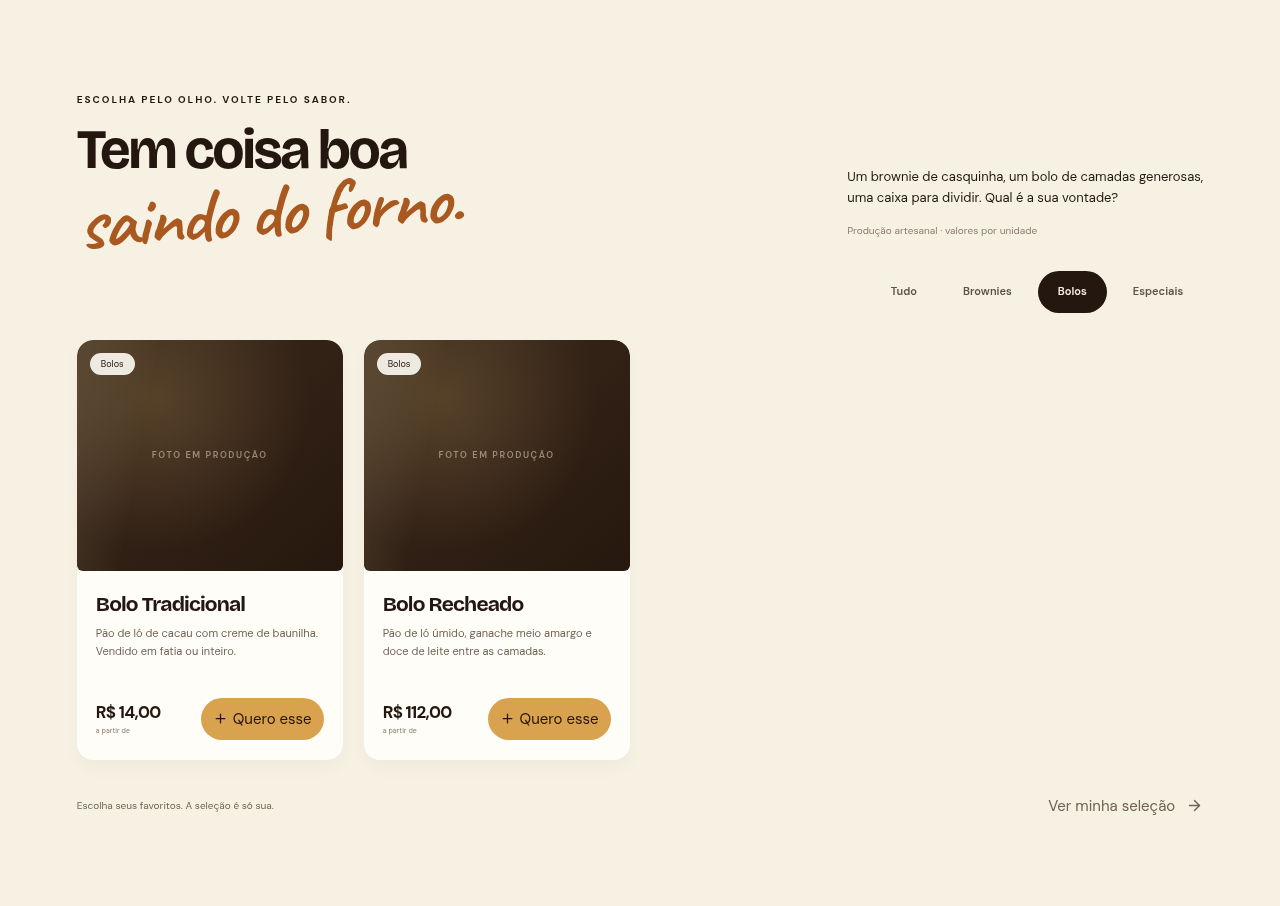 ESCOLHA PELO OLHO. VOLTE PELO SABOR.
Tem coisa boa
saindo do forno.
Um brownie de casquinha, um bolo de camadas generosas,
uma caixa para dividir. Qual é a sua vontade?
Produção artesanal · valores por unidade
Tudo
Brownies
Bolos
Especiais
Bolos
FOTO EM PRODUÇÃO
Bolo Tradicional
Pão de ló de cacau com creme de baunilha.
Vendido em fatia ou inteiro.
R$ 14,00
a partir de
+ Quero esse
Bolos
FOTO EM PRODUÇÃO
Bolo Recheado
Pão de ló úmido, ganache meio amargo e
doce de leite entre as camadas.
R$ 112,00
a partir de
+ Quero esse
Escolha seus favoritos. A seleção é só sua.
Ver minha seleção →